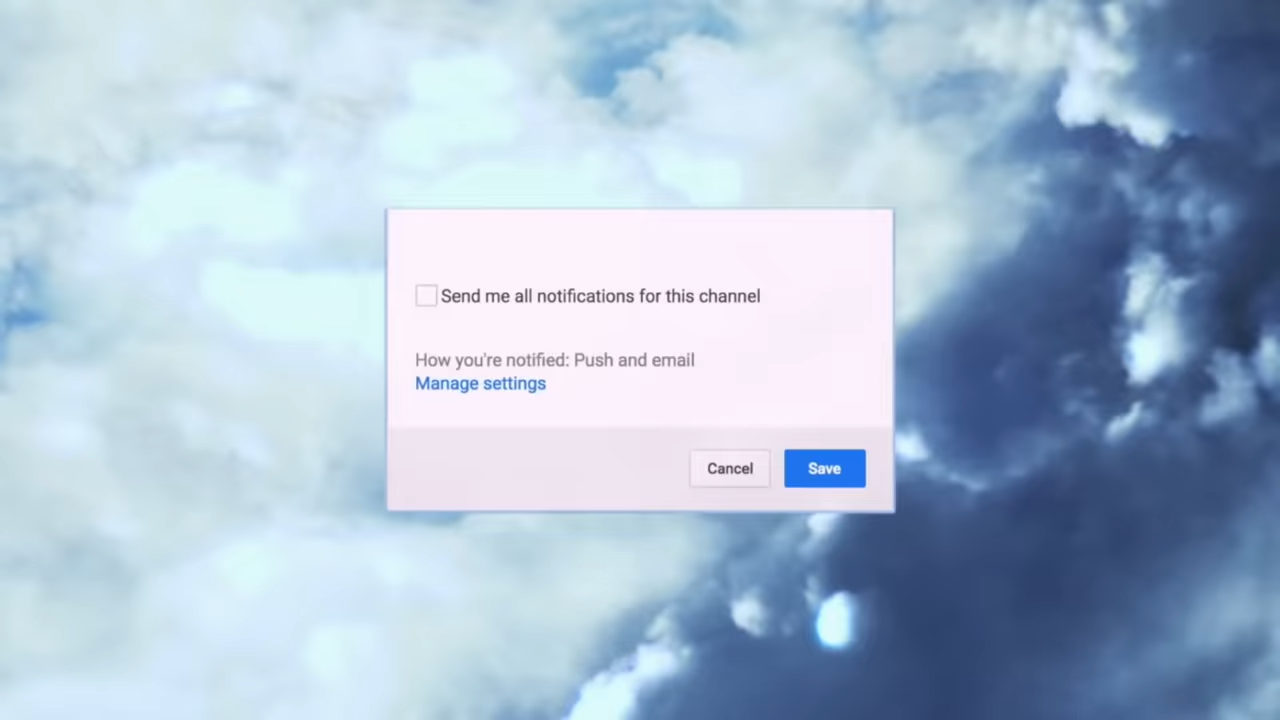 Send me all notifications for this channel
How you're notified: Push and email
Manage settings
Cancel
Save